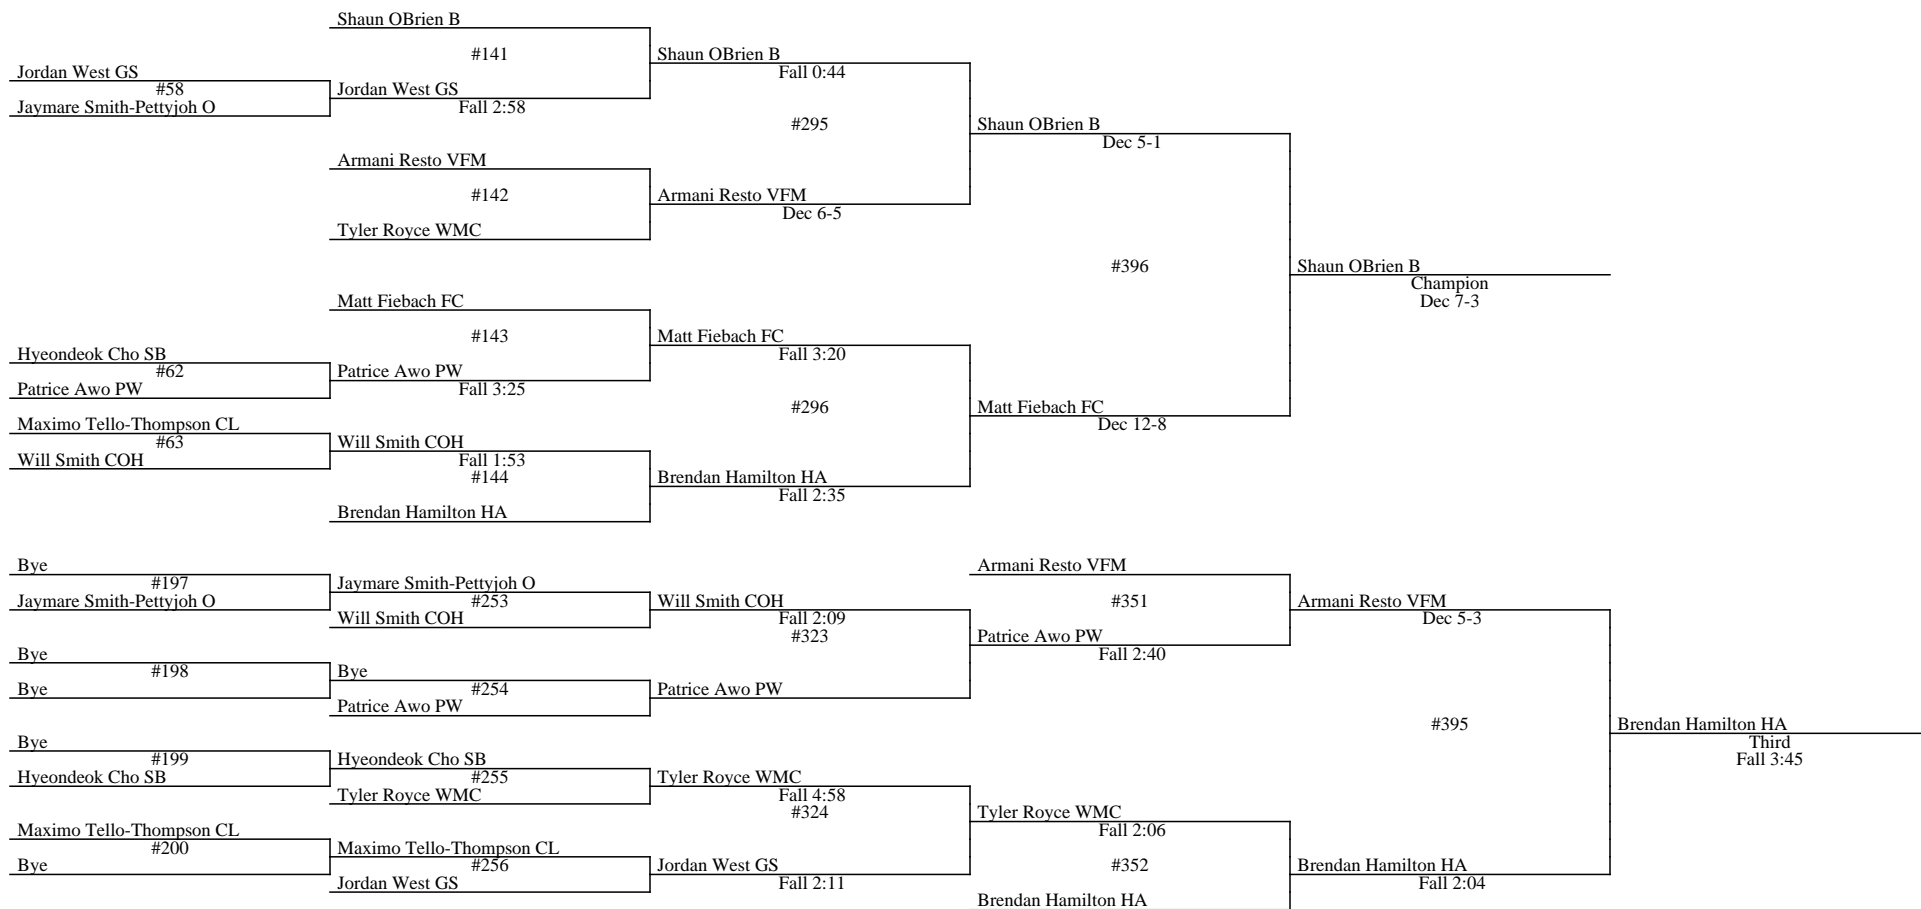 Shaun OBrien B
#141
Shaun OBrien B
Fall 0:44
Jordan West GS
#58
Jaymare Smith-Pettyjoh O
Jordan West GS
Fall 2:58
#295
Shaun OBrien B
Dec 5-1
Armani Resto VFM
#142
Armani Resto VFM
Dec 6-5
Tyler Royce WMC
#396
Shaun OBrien B
Champion
Dec 7-3
Matt Fiebach FC
#143
Matt Fiebach FC
Fall 3:20
Hyeondeok Cho SB
#62
Patrice Awo PW
Patrice Awo PW
Fall 3:25
#296
Matt Fiebach FC
Dec 12-8
Maximo Tello-Thompson CL
#63
Will Smith COH
Will Smith COH
Fall 1:53
#144
Brendan Hamilton HA
Fall 2:35
Brendan Hamilton HA
Bye
#197
Jaymare Smith-Pettyjoh O
Jaymare Smith-Pettyjoh O
#253
Will Smith COH
Will Smith COH
Fall 2:09
#323
Armani Resto VFM
#351
Armani Resto VFM
Dec 5-3
Patrice Awo PW
Fall 2:40
Bye
#198
Bye
Bye
#254
Patrice Awo PW
Patrice Awo PW
#395
Brendan Hamilton HA
Third
Fall 3:45
Bye
#199
Hyeondeok Cho SB
Hyeondeok Cho SB
#255
Tyler Royce WMC
Tyler Royce WMC
Fall 4:58
#324
Tyler Royce WMC
Fall 2:06
Maximo Tello-Thompson CL
#200
Bye
Maximo Tello-Thompson CL
#256
Jordan West GS
Jordan West GS
Fall 2:11
#352
Brendan Hamilton HA
Fall 2:04
Brendan Hamilton HA